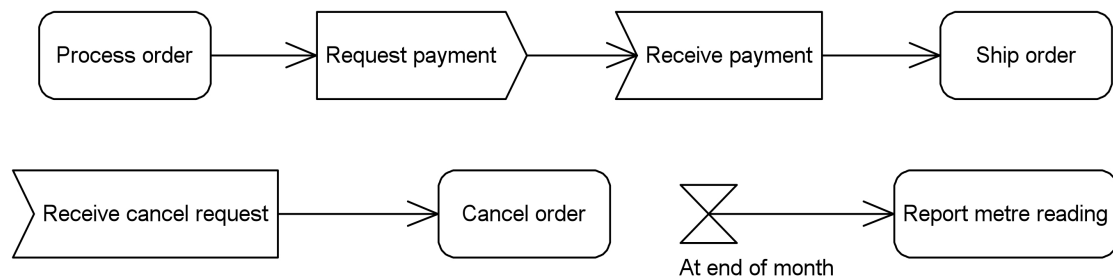 Process order
Request payment
Receive payment
Ship order
Receive cancel request
Cancel order
Report metre reading
At end of month